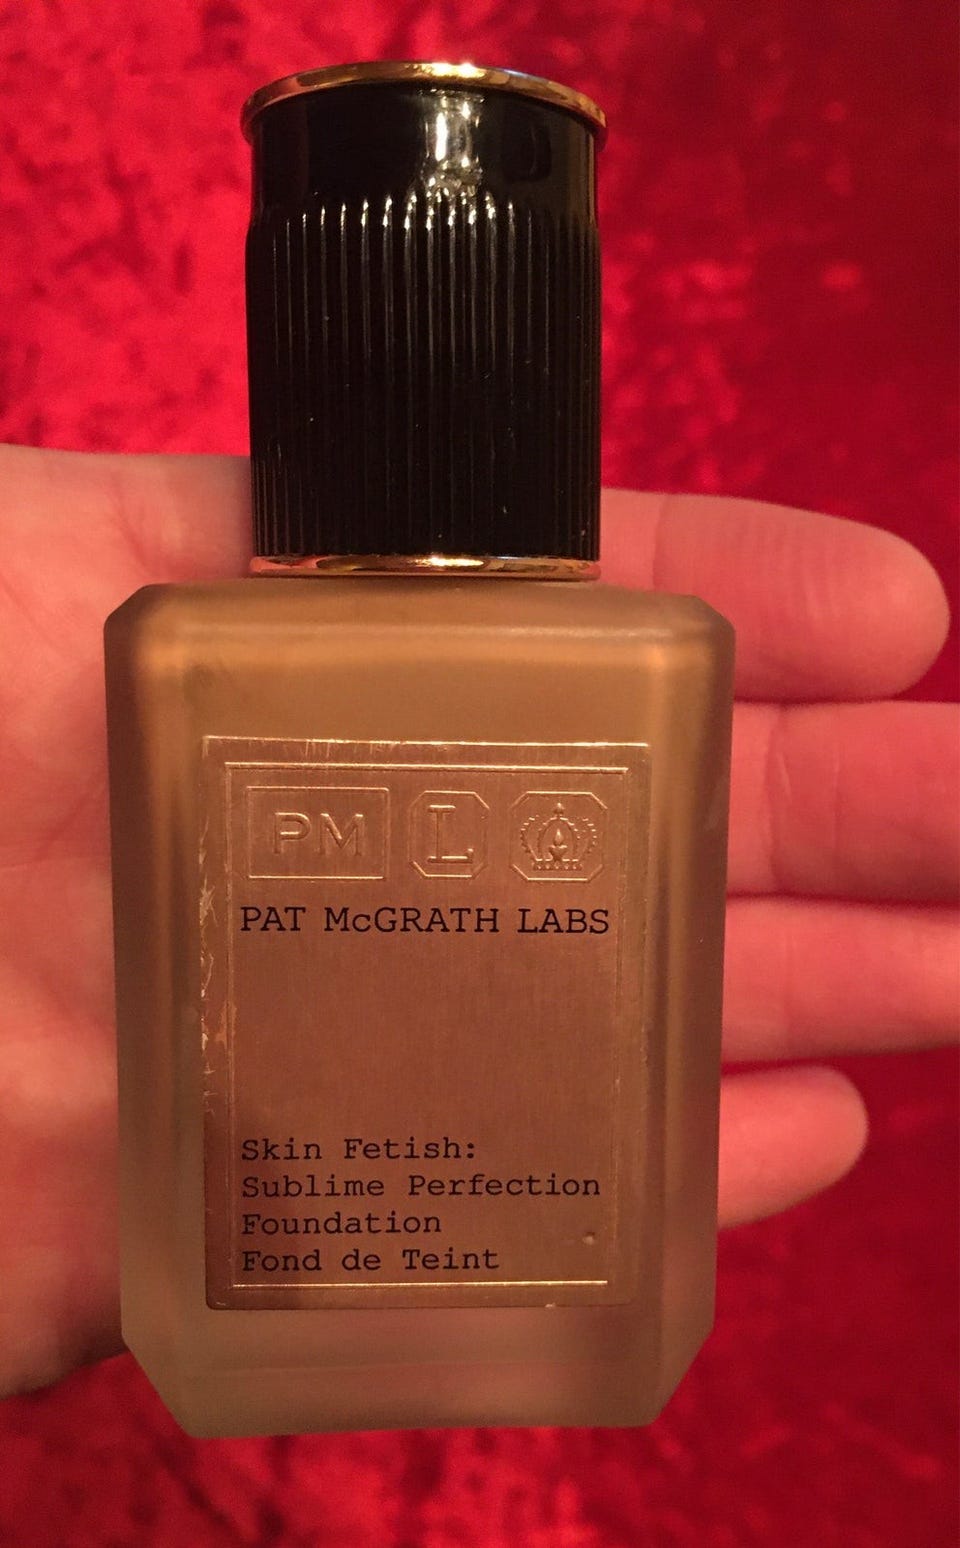 PM L
PAT McGRATH LABS
Skin Fetish:
Sublime Perfection
Foundation
Fond de Teint